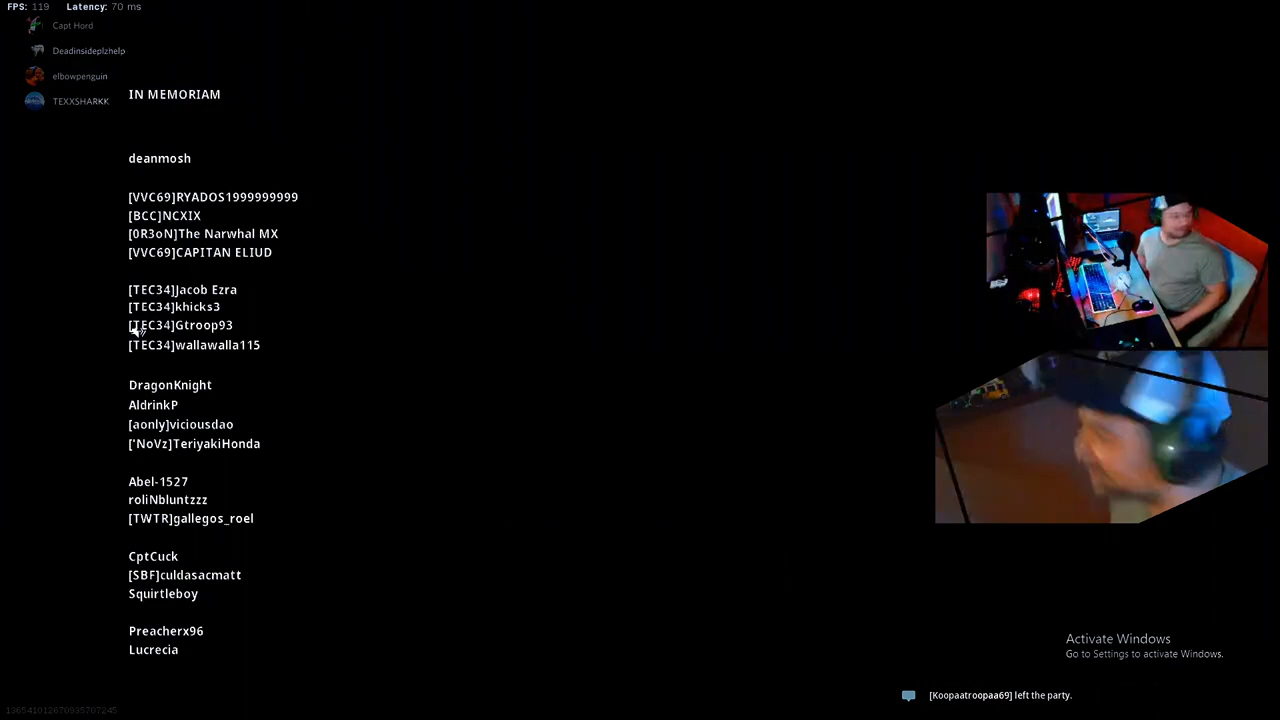 FPS: 119 Latency: 70 ms
Capt Hord
Deadinsideplzhelp
elbowpenguin
TEXXSHARKK
IN MEMORIAM
deanmosh
[VVC69]RYADOS1999999999
[BCC]NCXIX
[0R3oN]The Narwhal MX
[VVC69]CAPITAN ELIUD
[TEC34]Jacob Ezra
[TEC34]khicks3
[TEC34]Gtroop93
[TEC34]wallawalla115
DragonKnight
AldrinkP
[aonly]viciousdao
['NoVz]TeriyakiHonda
Abel-1527
roliNbluntzzz
[TWTR]gallegos_roel
CptCuck
[SBF]culdasacmatt
Squirtleboy
Preacherx96
Lucrecia
Activate Windows
Go to Settings to activate Windows.
[Koopaatroopaa69] left the party.